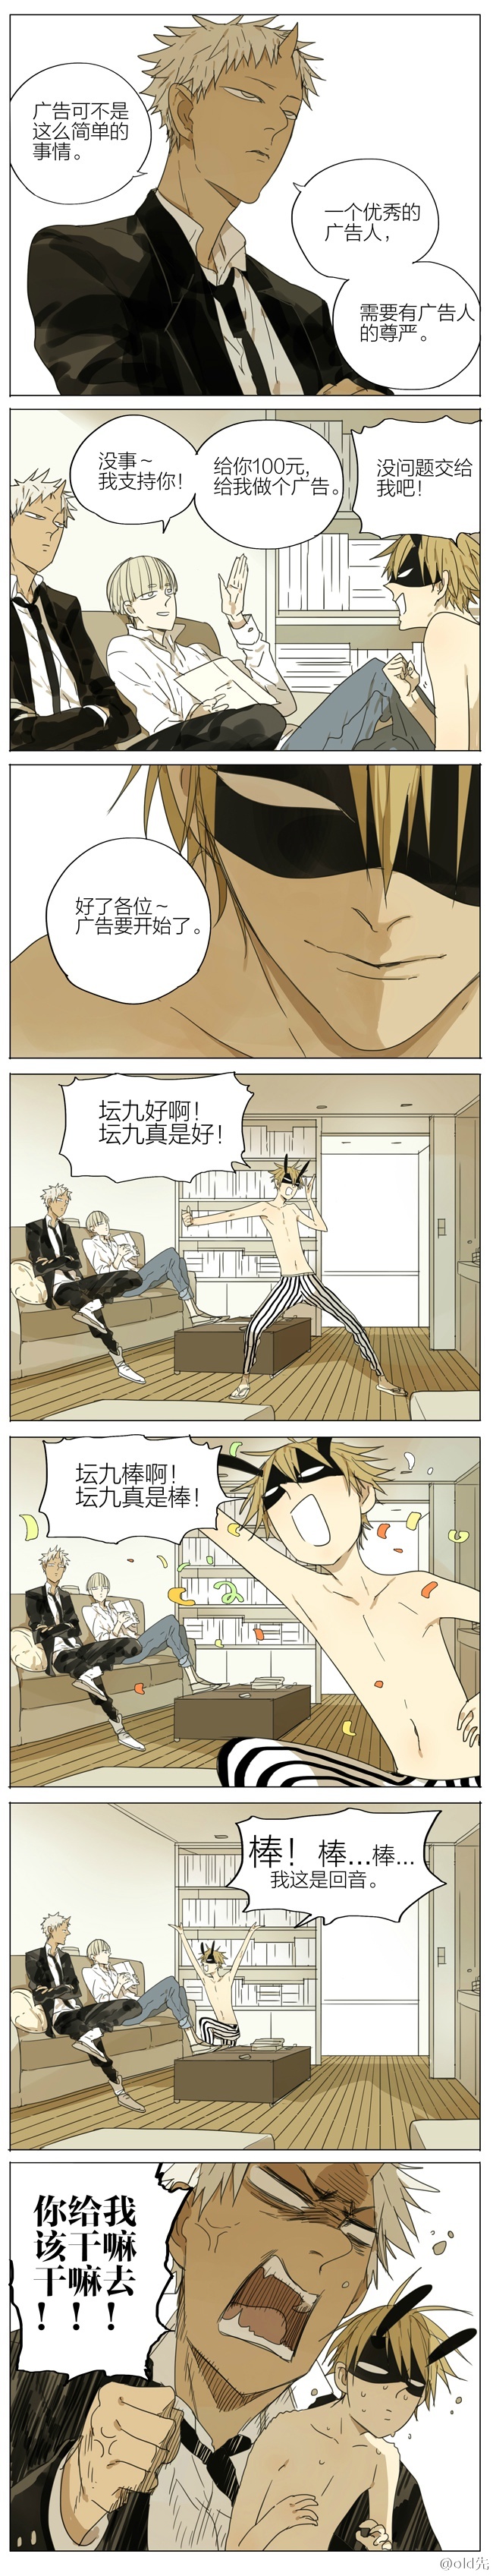 广告可不是
这么简单的
事情。
一个优秀的
广告人，
需要有广告人
的尊严。
没事～
我支持你！
给你100元，
给我做个广告。
没问题交给
我吧！
好了各位～
广告要开始了。
坛九好啊！
坛九真是好！
坛九棒啊！
坛九真是棒！
棒！棒...棒...
我这是回音。
你给我
该干嘛
干嘛去
！！！
@old先